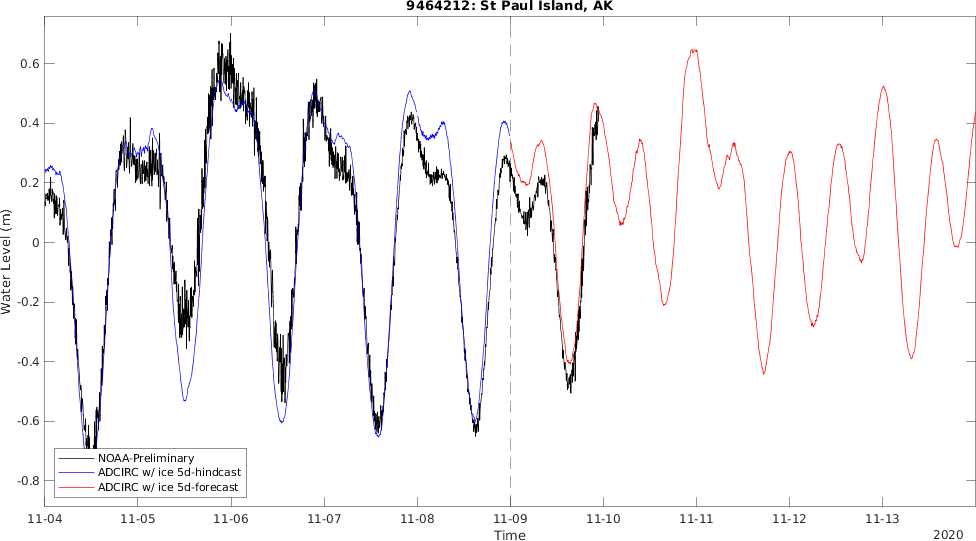 9464212: St Paul Island, AK
Water Level (m)
0.6
0.4
0.2
0
-0.2
-0.4
-0.6
-0.8
NOAA-Preliminary
ADCIRC w/ ice 5d-hindcast
ADCIRC w/ ice 5d-forecast
11-04 11-05 11-06 11-07 11-08 11-09 11-10 11-11 11-12 11-13
Time
2020